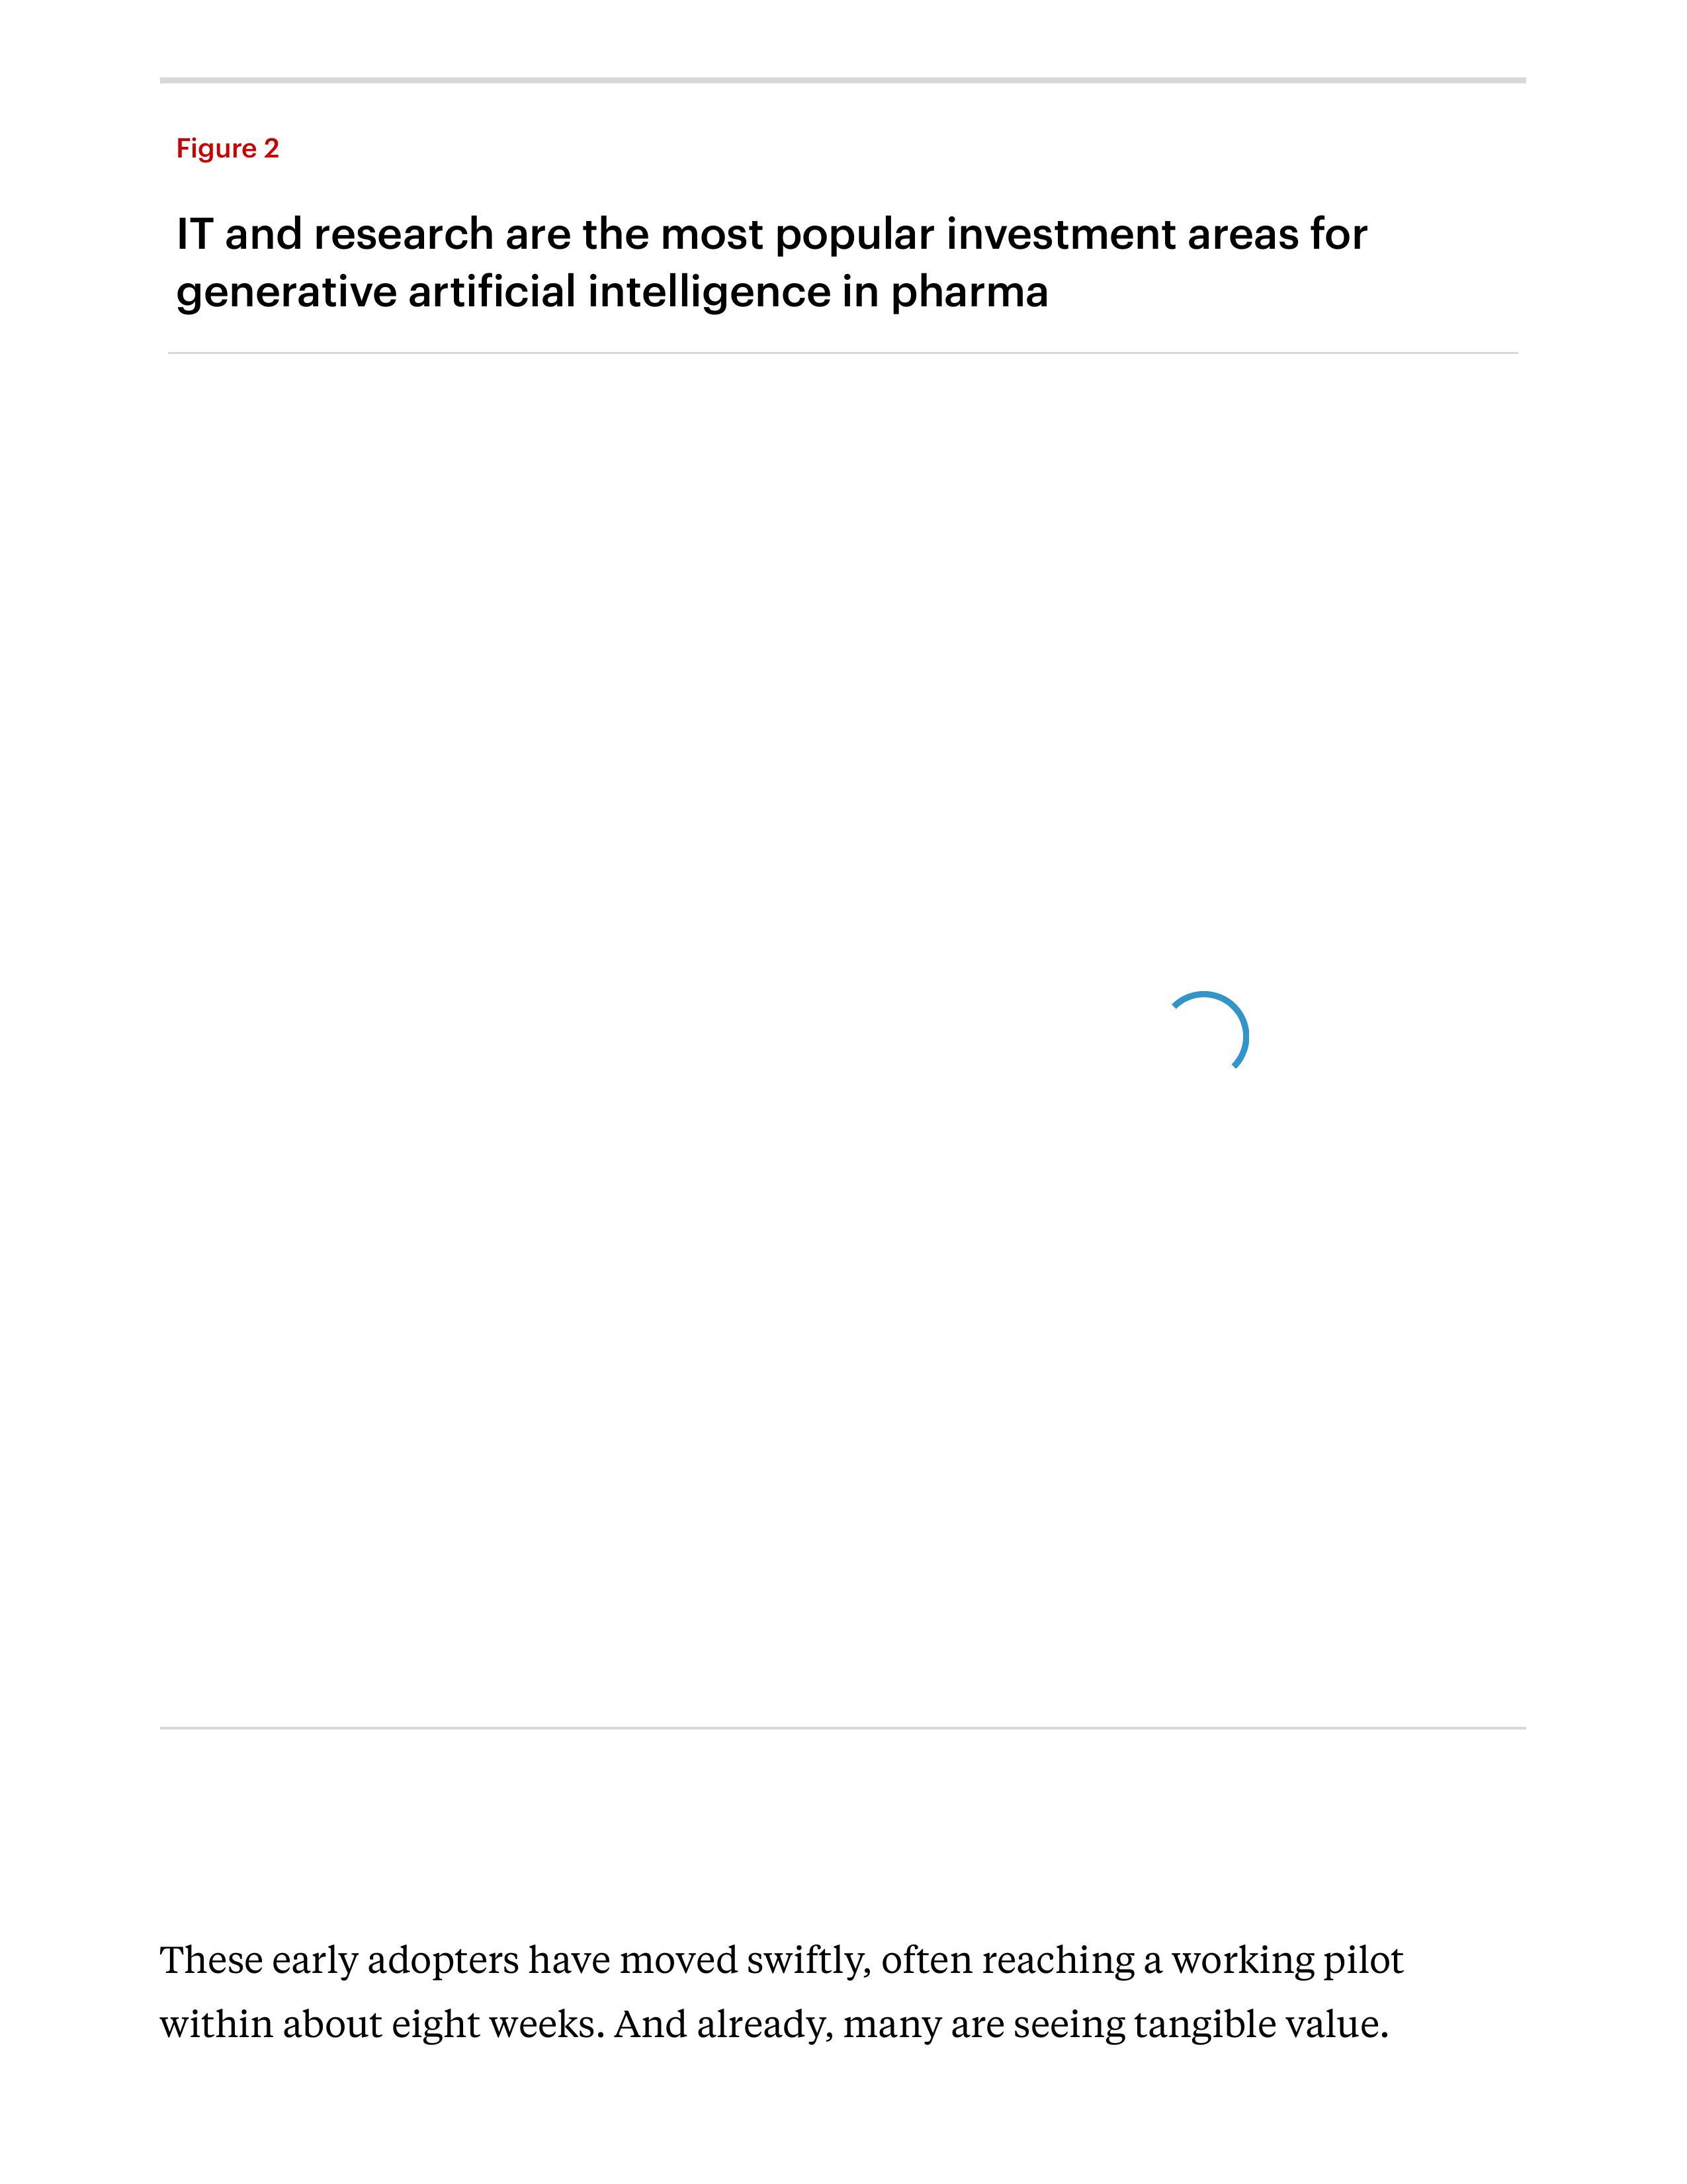 Figure 2
IT and research are the most popular investment areas for
generative artificial intelligence in pharma
These early adopters have moved swiftly, often reaching a working pilot
within about eight weeks. And already, many are seeing tangible value.